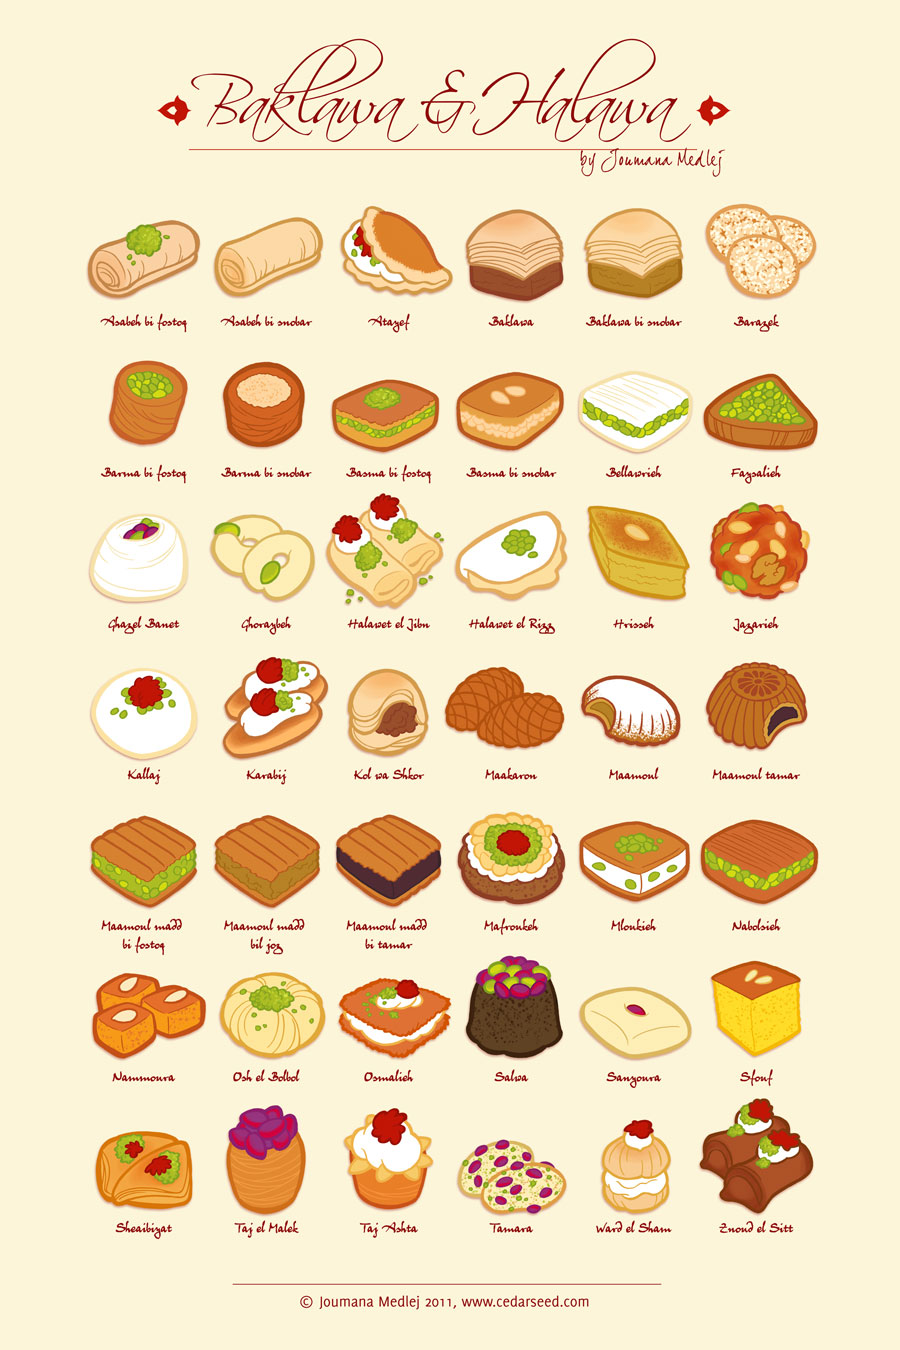 Baklawa & Halawa
by Joumana Medlej
Asabeh bi fostoq
Asabeh bi snobar
Atayef
Baklawa
Baklawa bi snobar
Barazek
Barma bi fostoq
Barma bi snobar
Basma bi fostoq
Basma bi snobar
Bellawrieh
Faysalieh
Ghazel Banet
Ghoraybeh
Halawet el Jibn
Halawet el Rizz
Hrisseh
Jazarieh
Kallaj
Karabij
Kol wa Shkor
Maakaron
Maamoul
Maamoul tamar
Maamoul madd
bi fostoq
Maamoul madd
bil joz
Maamoul madd
bi tamar
Mafroukeh
Mloukieh
Nabolsieh
Nammoura
Osh el Bolbol
Osmalieh
Salwa
Sanyoura
Sfouf
Sheaibiyat
Taj el Malek
Taj Ashta
Tamara
Ward el Sham
Znoud el Sitt
© Joumana Medlej 2011, www.cedarseed.com